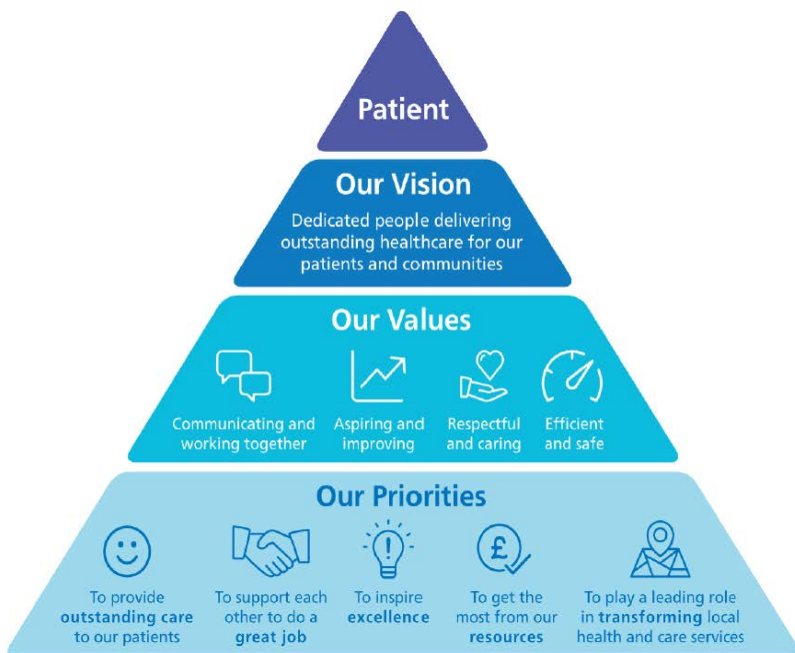 Patient
Our Vision
Dedicated people delivering
outstanding healthcare for our
patients and communities
Our Values
Communicating and
working together
Aspiring and
improving
Respectful
and caring
Efficient
and safe
Our Priorities
To provide
outstanding care
to our patients
To support each
other to do a
great job
To inspire
excellence
£
To get the
most from our
resources
To play a leading role
in transforming local
health and care services